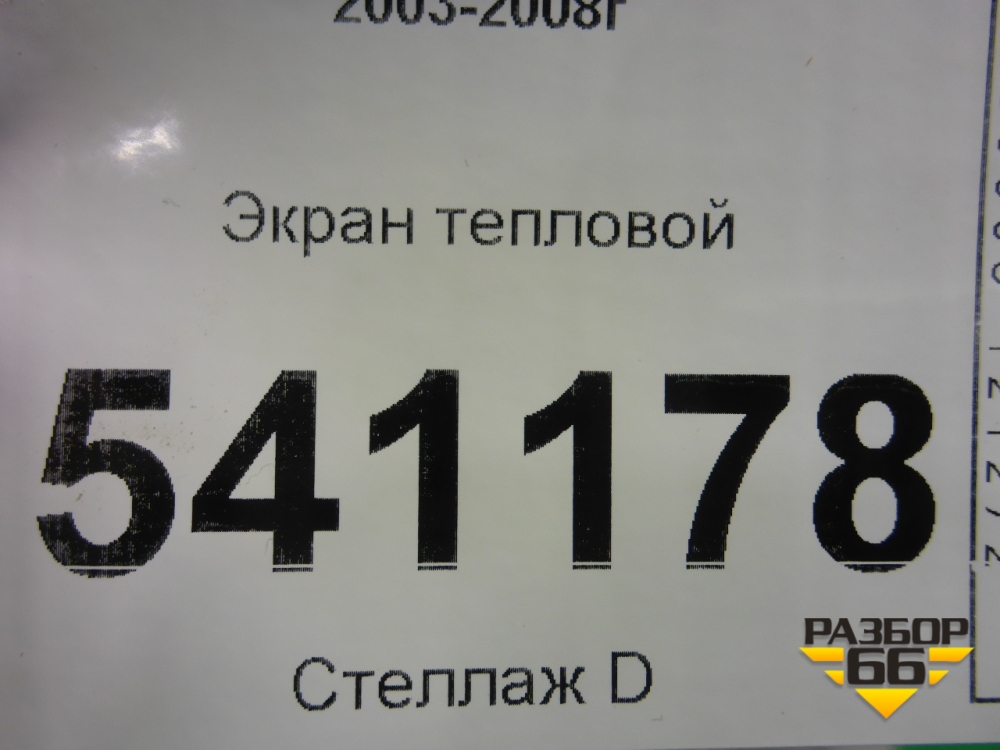 2003-2008г
Экран тепловой
541178
Стеллаж D
РАЗБОР
66